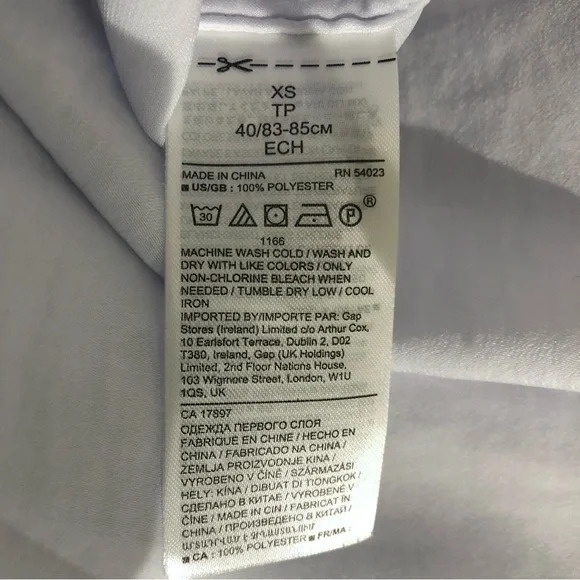 XS
TP
40/83-85см
ECH
MADE IN CHINA RN 54023
■ US/GB : 100% POLYESTER
30 P ®
1166
MACHINE WASH COLD / WASH AND
DRY WITH LIKE COLORS / ONLY
NON-CHLORINE BLEACH WHEN
NEEDED / TUMBLE DRY LOW / COOL
IRON
IMPORTED BY/IMPORTE PAR: Gap
Stores (Ireland) Limited c/o Arthur Cox,
10 Earlsfort Terrace, Dublin 2, D02
T380, Ireland, Gap (UK Holdings)
Limited, 2nd Floor Nations House,
103 Wigmore Street, London, W1U
1QS, UK
CA 17897
ОДЕЖДА ПЕРВОГО СЛОЯ
FABRIQUE EN CHINE / HECHO EN
CHINA / FABRICADO NA CHINA /
ZEMLJA PROIZVODNJE KINA /
VYROBENO V ČÍNĚ / SZÁRMAZÁSI
HELY: KÍNA / DIBUAT DI TIONGKOK /
СДЕЛАНО В КИТАЕ / VYROBENÉ V
ČÍNE / MADE IN CIN / FABRICAT IN
CHINA / ПРОИЗВЕДЕНО В КИТАЙ /
ԱՐՏԱԴՐՎԱԾ Է ՉԻՆԱՍՏԱՆՈՒՄ
■ CA : 100% POLYESTER ■ FR/MA :